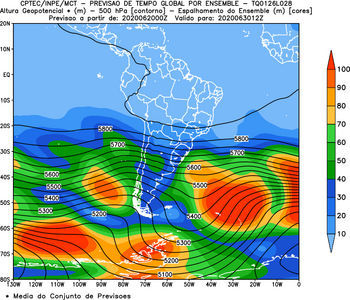 CPTEC/INPE/MCT - PREVISAO DE TEMPO GLOBAL POR ENSEMBLE - TQ0126L028
Altura Geopotencial * (m) - 500 hPa [contorno] - Espalhamento do Ensemble (m) [cores]
Previsao a partir de: 2020062000Z Valido para: 2020063012Z
20N
10N
EQ
10S
20S
30S
40S
50S
60S
70S
80S
130W 120W 110W 100W 90W 80W 70W 60W 50W 40W 30W 20W 10W 0
5800
5700
5600
5500
5400
5300
5200
5800
5700
5600
5500
5400
5300
5200
5100
100
90
80
70
60
50
40
30
20
10
* Media do Conjunto de Previsoes